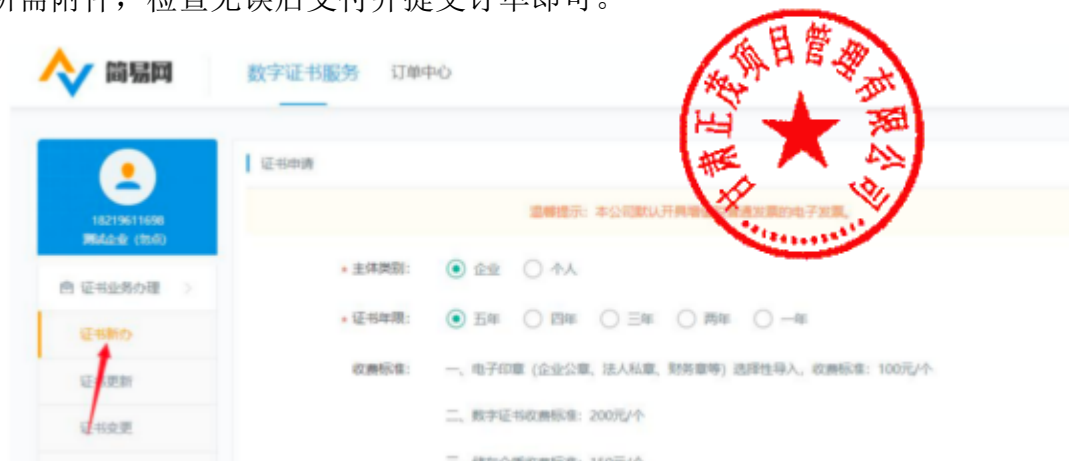 所需附件，检查无误后支付并提交订单即可。
简易网 数字证书服务 订单中心
甘肃正茂项目管理有限公司
证书申请
18219611698
测试企业（勿点）
温馨提示：本公司默认开具增值税普通发票的电子发票。
主体类别： 企业 个人
证书业务办理
证书年限： 五年 四年 三年 两年 一年
证书新办
收费标准： 一、电子印章（企业公章、法人私章、财务章等）选择性导入，收费标准：100元/个
证书更新
二、数字证书收费标准：200元/个
证书变更